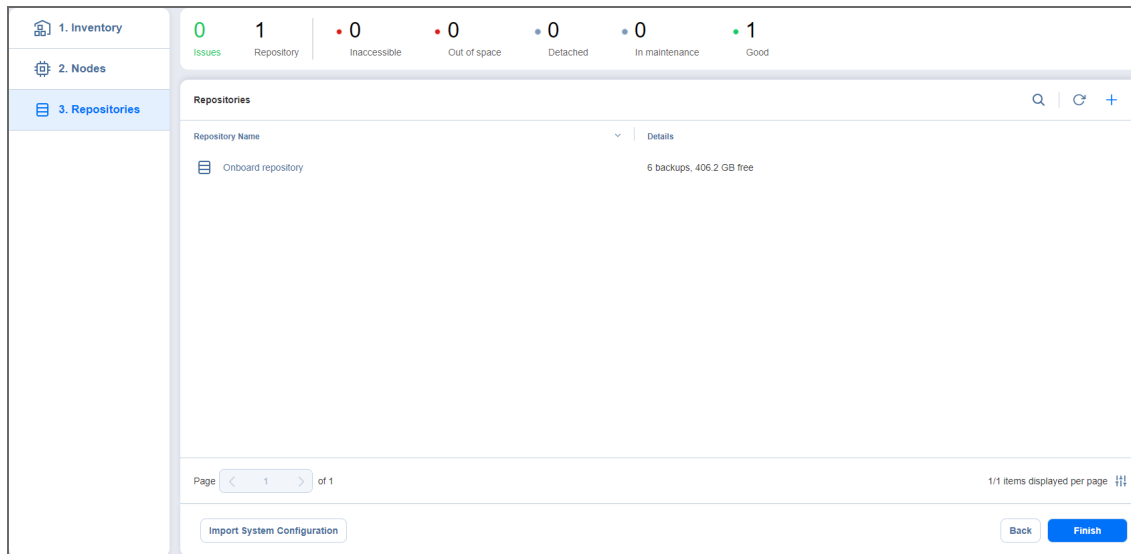 1. Inventory
2. Nodes
3. Repositories
0 1 0 0 0 0 1
Issues Repository Inaccessible Out of space Detached In maintenance Good
Repositories
Repository Name Details
Onboard repository 6 backups, 406.2 GB free
Page 1 of 1 1/1 items displayed per page
Import System Configuration Back Finish